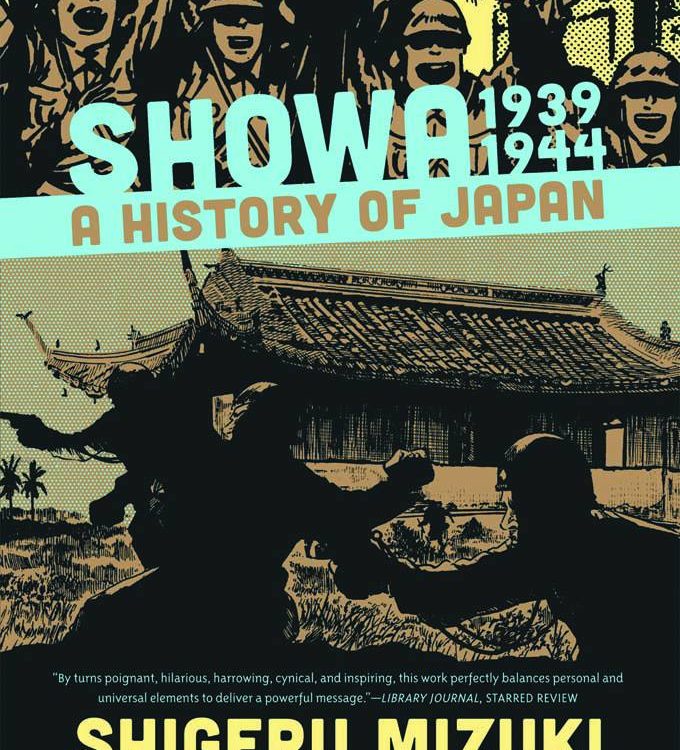 SHOWA 1939
1944
A HISTORY OF JAPAN
"By turns poignant, hilarious, harrowing, cynical, and inspiring, this work perfectly balances personal and
universal elements to deliver a powerful message."—LIBRARY JOURNAL, STARRED REVIEW
SHIGERU MIZUKI